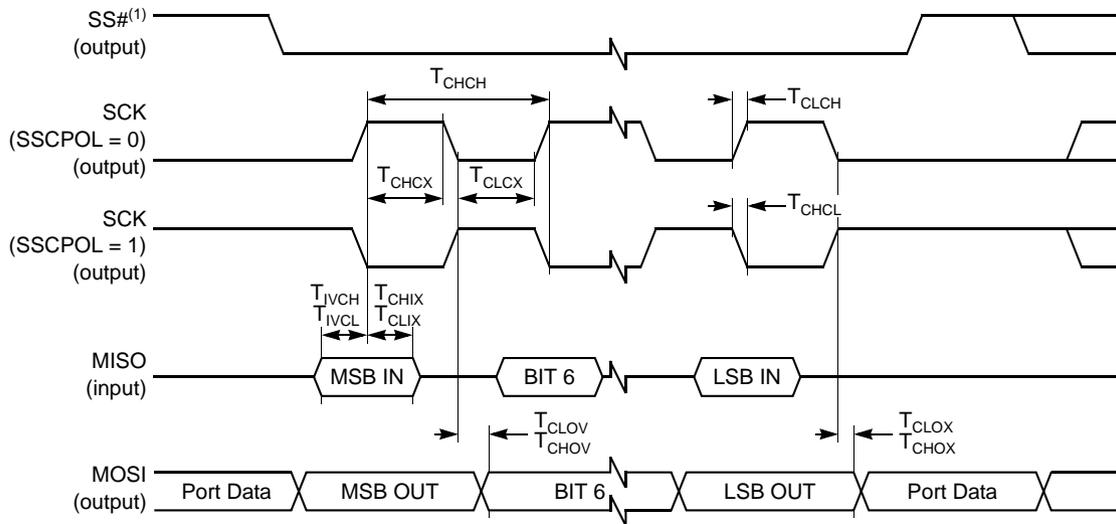 SS#(1)
(output)
TCHCH
SCK
(SSCPOL = 0)
(output)
TCLCH
TCHCX
TCLCX
SCK
(SSCPOL = 1)
(output)
TCHCL
TIVCH
TIVCL
TCHIX
TCLIX
MISO
(input)
MSB IN
BIT 6
LSB IN
TCLOV
TCHOV
TCLOX
TCHOX
MOSI
(output)
Port Data
MSB OUT
BIT 6
LSB OUT
Port Data